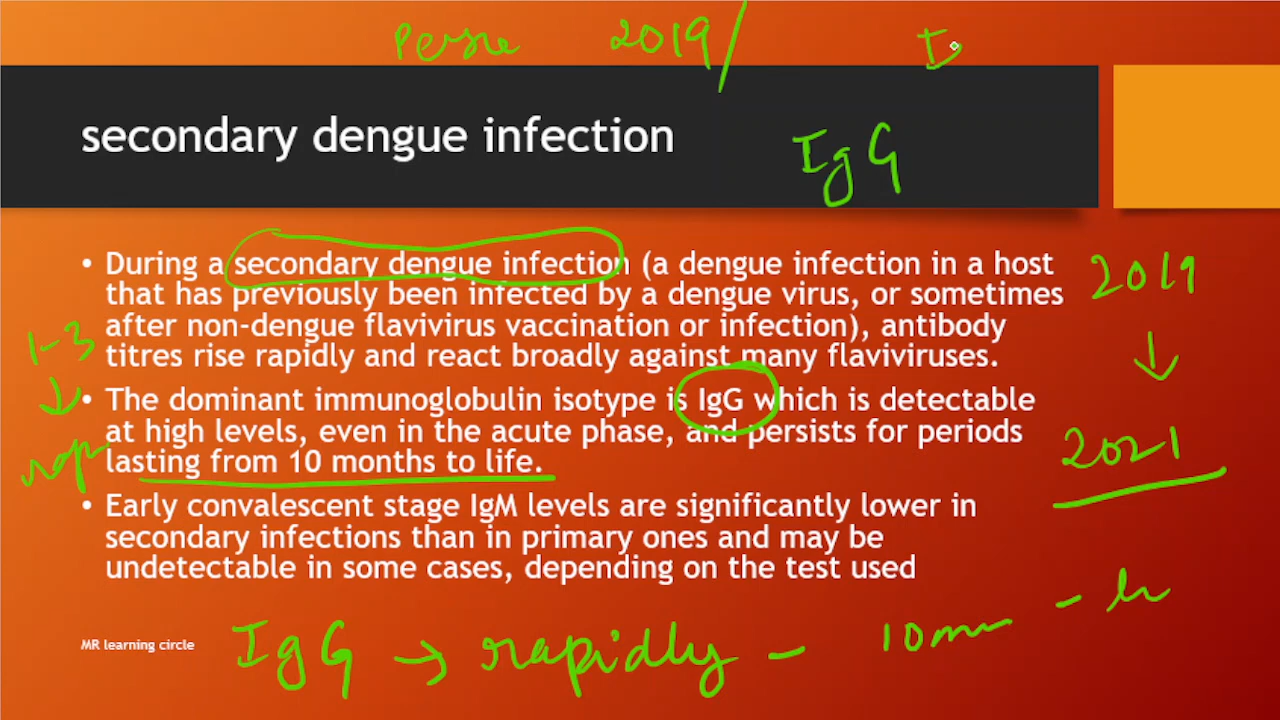 2019
secondary dengue infection
IgG
• During a secondary dengue infection (a dengue infection in a host
that has previously been infected by a dengue virus, or sometimes
after non-dengue flavivirus vaccination or infection), antibody
titres rise rapidly and react broadly against many flaviviruses.
2019
1-3
• The dominant immunoglobulin isotype is IgG which is detectable
at high levels, even in the acute phase, and persists for periods
lasting from 10 months to life.
2021
rap
• Early convalescent stage IgM levels are significantly lower in
secondary infections than in primary ones and may be
undetectable in some cases, depending on the test used
MR learning circle
IgG → rapidly -